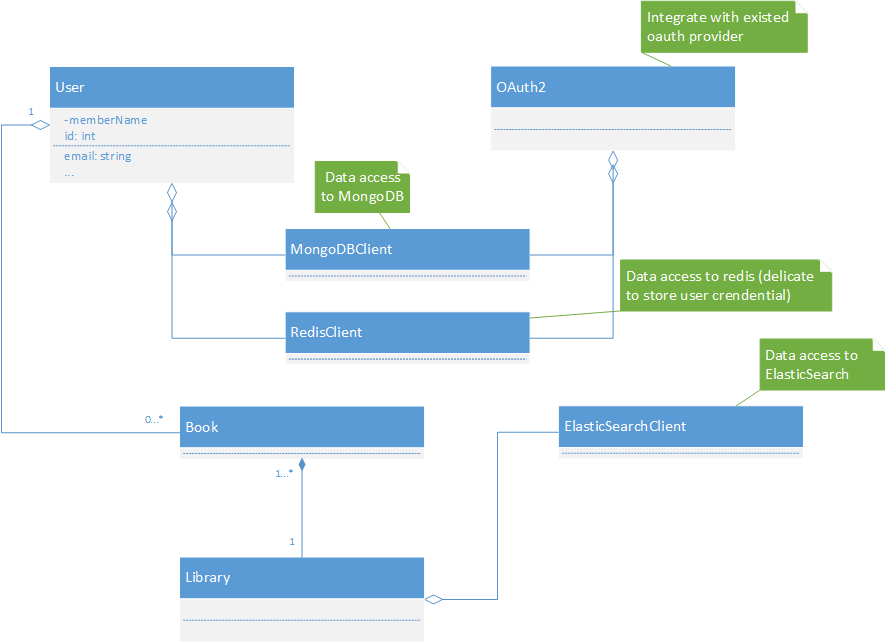 Integrate with existed
oauth provider
User
OAuth2
1
-memberName
id: int
email: string
...
Data access
to MongoDB
MongoDBClient
Data access to redis (delicate
to store user crendential)
RedisClient
Data access to
ElasticSearch
0...*
Book
ElasticSearchClient
1...*
1
Library